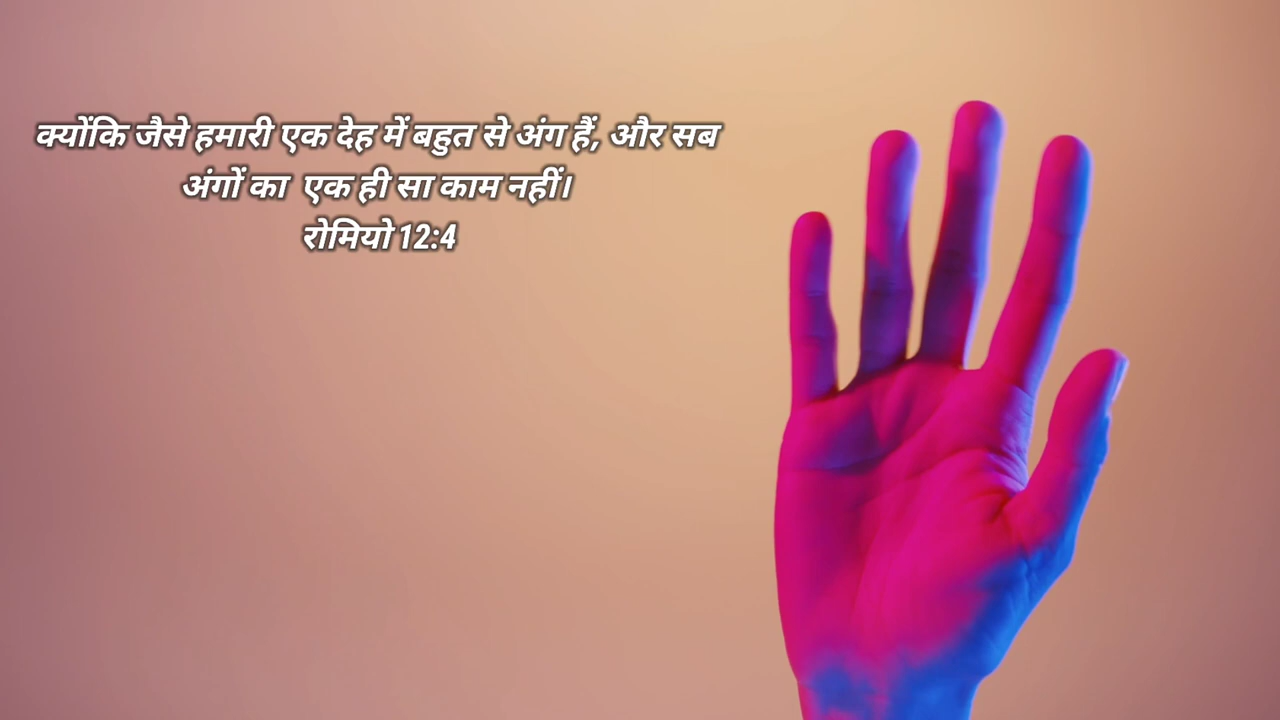 क्योंकि जैसे हमारी एक देह में बहुत से अंग हैं, और सब
अंगों का एक ही सा काम नहीं।
रोमियो 12:4